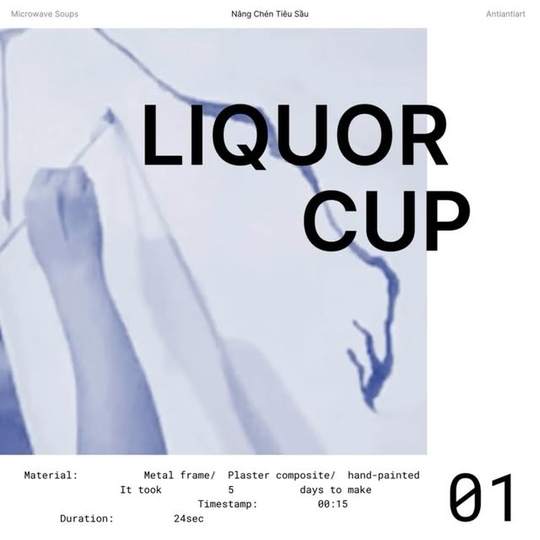 Microwave Soups Nâng Chén Tiêu Sầu Antiantiart
LIQUOR
CUP
Material: Metal frame/ Plaster composite/ hand-painted
It took 5 days to make
Timestamp: 00:15
Duration: 24sec
01